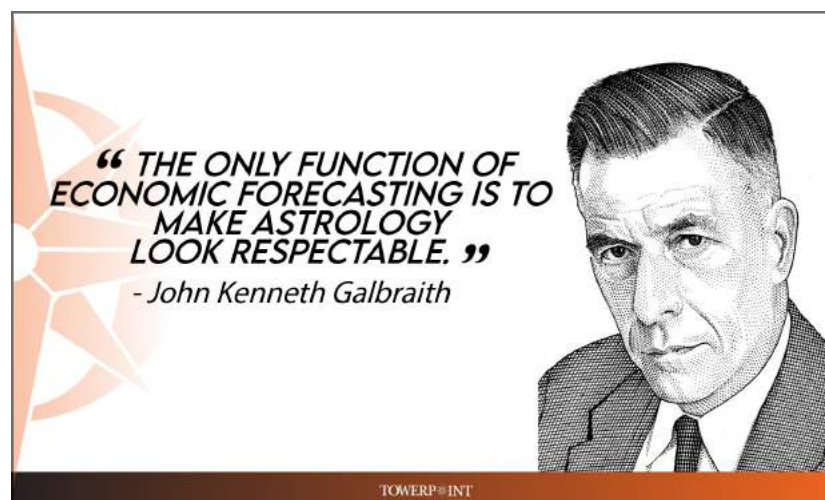 “ THE ONLY FUNCTION OF
ECONOMIC FORECASTING IS TO
MAKE ASTROLOGY
LOOK RESPECTABLE. ”
- John Kenneth Galbraith
TOWERPOINT